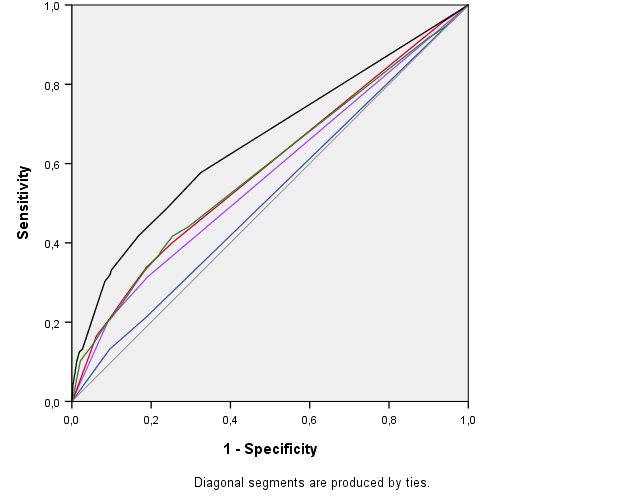 1,0
0,8
0,6
0,4
0,2
0,0
Sensitivity
0,0 0,2 0,4 0,6 0,8 1,0
1 - Specificity
Diagonal segments are produced by ties.